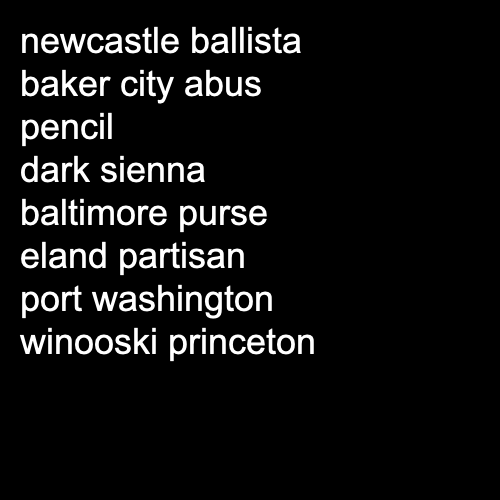 newcastle ballista
baker city abus
pencil
dark sienna
baltimore purse
eland partisan
port washington
winooski princeton